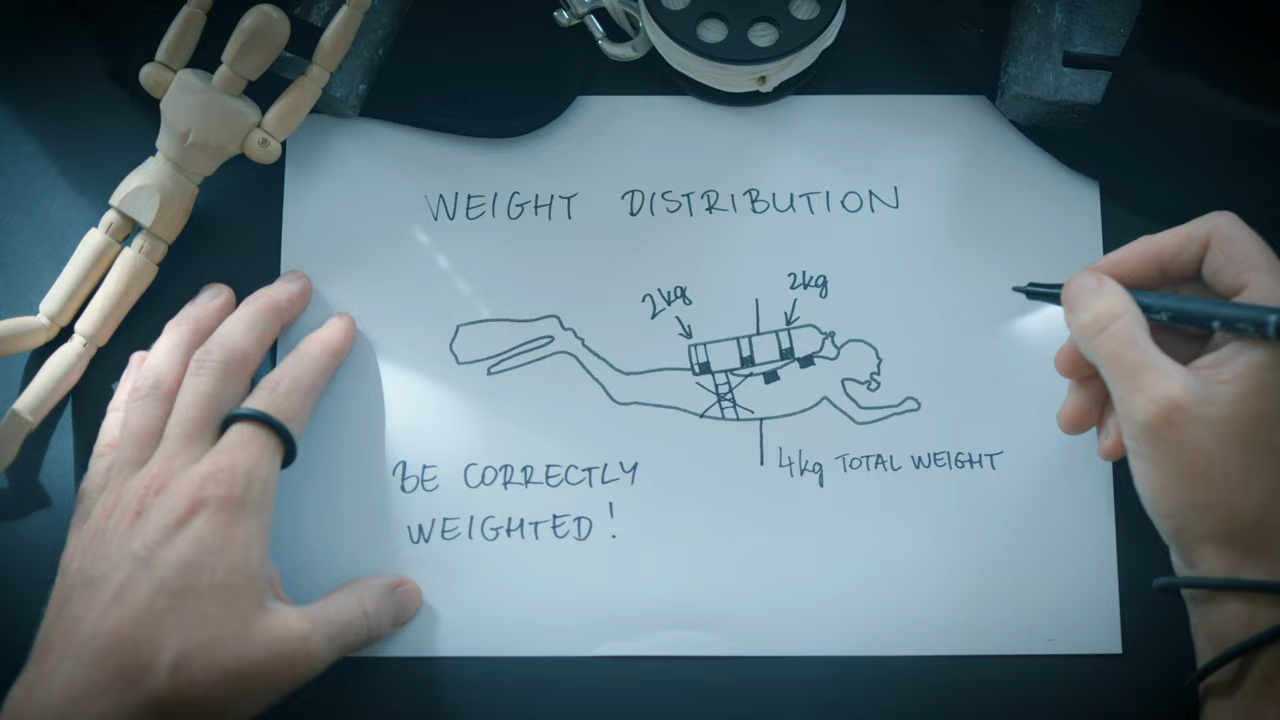 WEIGHT DISTRIBUTION
2kg
2kg
4kg TOTAL WEIGHT
BE CORRECTLY
WEIGHTED!